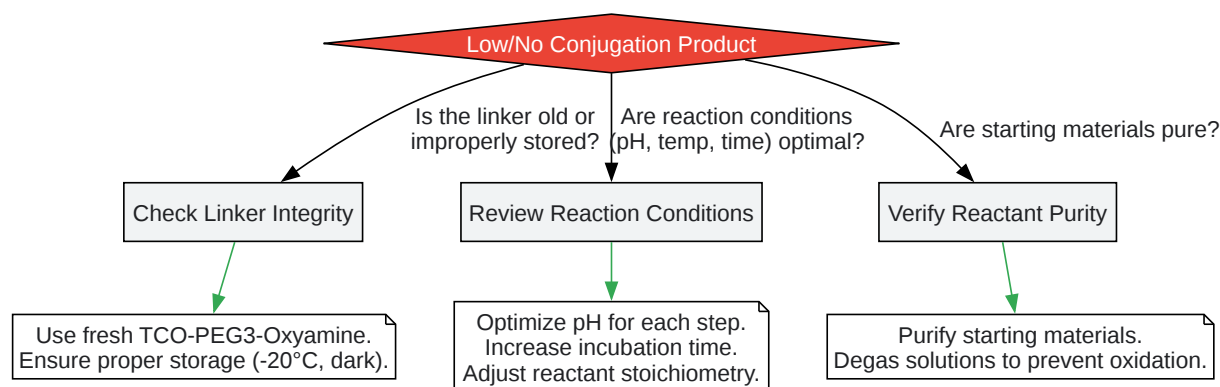 Low/No Conjugation Product
Is the linker old or
improperly stored?
Are reaction conditions
(pH, temp, time) optimal?
Are starting materials pure?
Check Linker Integrity
Review Reaction Conditions
Verify Reactant Purity
Use fresh TCO-PEG3-Oxyamine.
Ensure proper storage (-20°C, dark).
Optimize pH for each step.
Increase incubation time.
Adjust reactant stoichiometry.
Purify starting materials.
Degas solutions to prevent oxidation.